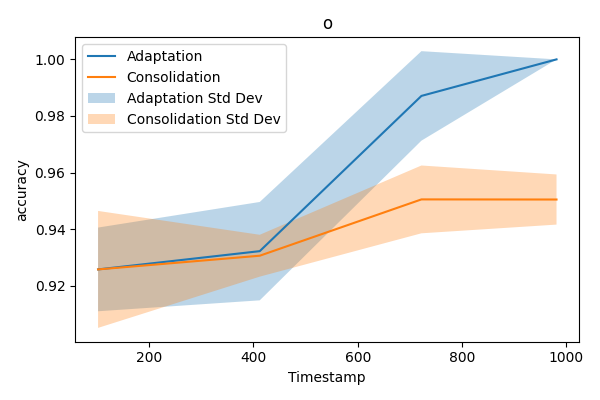 o
Adaptation
Consolidation
Adaptation Std Dev
Consolidation Std Dev
accuracy
1.00
0.98
0.96
0.94
0.92
200 400 600 800 1000
Timestamp